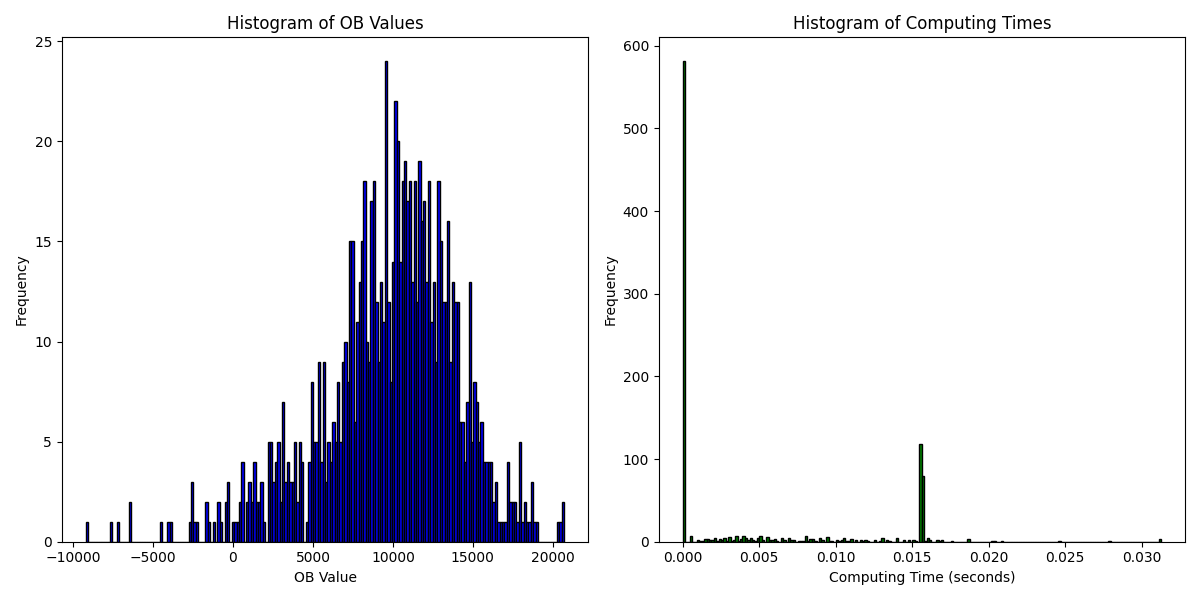 Histogram of OB Values
Frequency
25
20
15
10
5
0
−10000 −5000 0 5000 10000 15000 20000
OB Value
Histogram of Computing Times
Frequency
600
500
400
300
200
100
0
0.000 0.005 0.010 0.015 0.020 0.025 0.030
Computing Time (seconds)